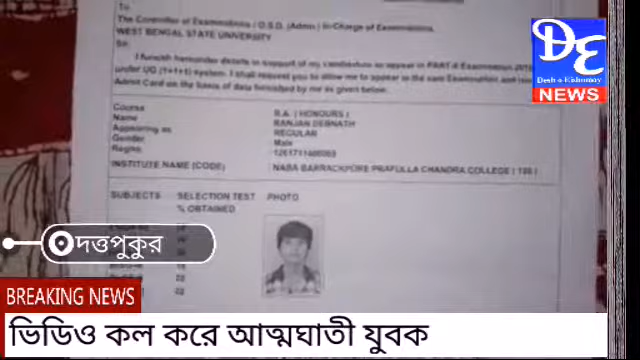 To
The Controller of Examinations / O.S.D. (Admn.) In-Charge of Examinations
WEST BENGAL STATE UNIVERSITY
Sir
I furnish hereunder details in support of my candidature to appear in PART-II Examination,
under UG (1+1+1) system. I shall request you to allow me to appear in the said Examination and
Admit Card on the basis of data furnished by me as given below.
Course B.A. ( HONOURS )
Name RANJAN DEBNATH
Appearing as REGULAR
Gender Male
Regno.
INSTITUTE NAME (CODE) NABA BARRACKPORE PRAFULLA CHANDRA COLLEGE
SUBJECTS SELECTION TEST PHOTO
% OBTAINED
DE
Desh-e-Kishumoy
NEWS
দত্তপুকুর
BREAKING NEWS
ভিডিও কল করে আত্মঘাতী যুবক